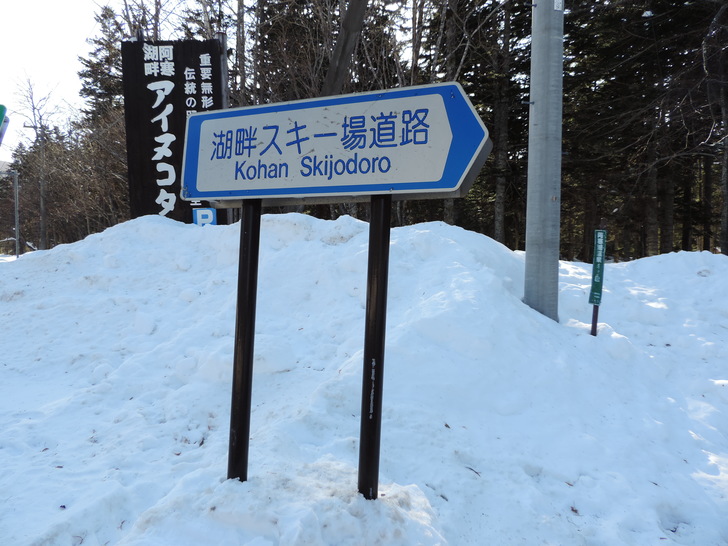 阿寒
湖畔
アイヌコタ
重要無形
伝統の
湖畔スキー場道路
Kohan Skijodoro
P